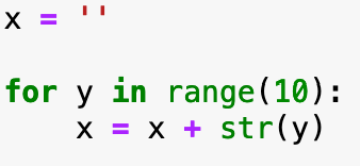 x = ''

for y in range(10):
    x = x + str(y)